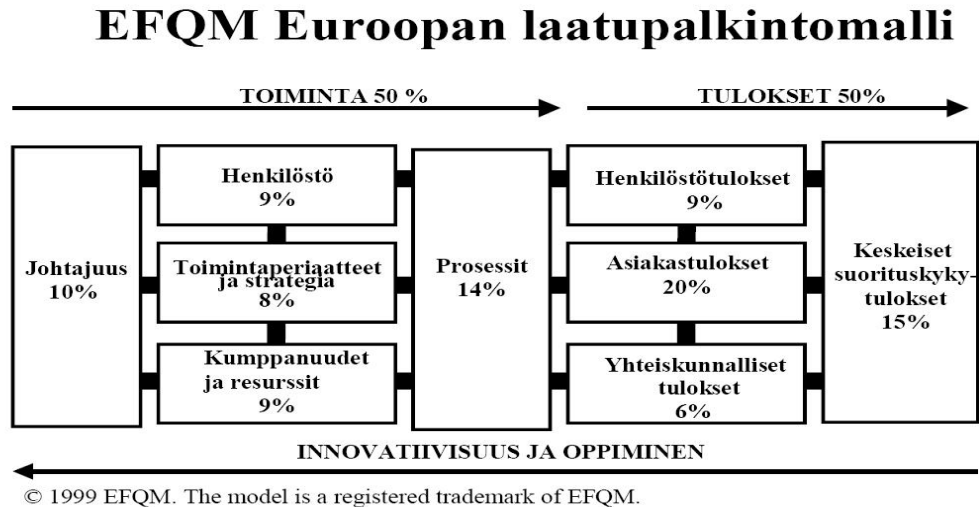 EFQM Euroopan laatupalkintomalli
TOIMINTA 50 %
TULOKSET 50%
Johtajuus
10%
Henkilöstö
9%
Toimintaperiaatteet
ja strategia
8%
Kumppanuudet
ja resurssit
9%
Prosessit
14%
Henkilöstötulokset
9%
Asiakastulokset
20%
Yhteiskunnalliset
tulokset
6%
Keskeiset
suorituskyky-
tulokset
15%
INNOVATIIVISUUS JA OPPIMINEN
© 1999 EFQM. The model is a registered trademark of EFQM.